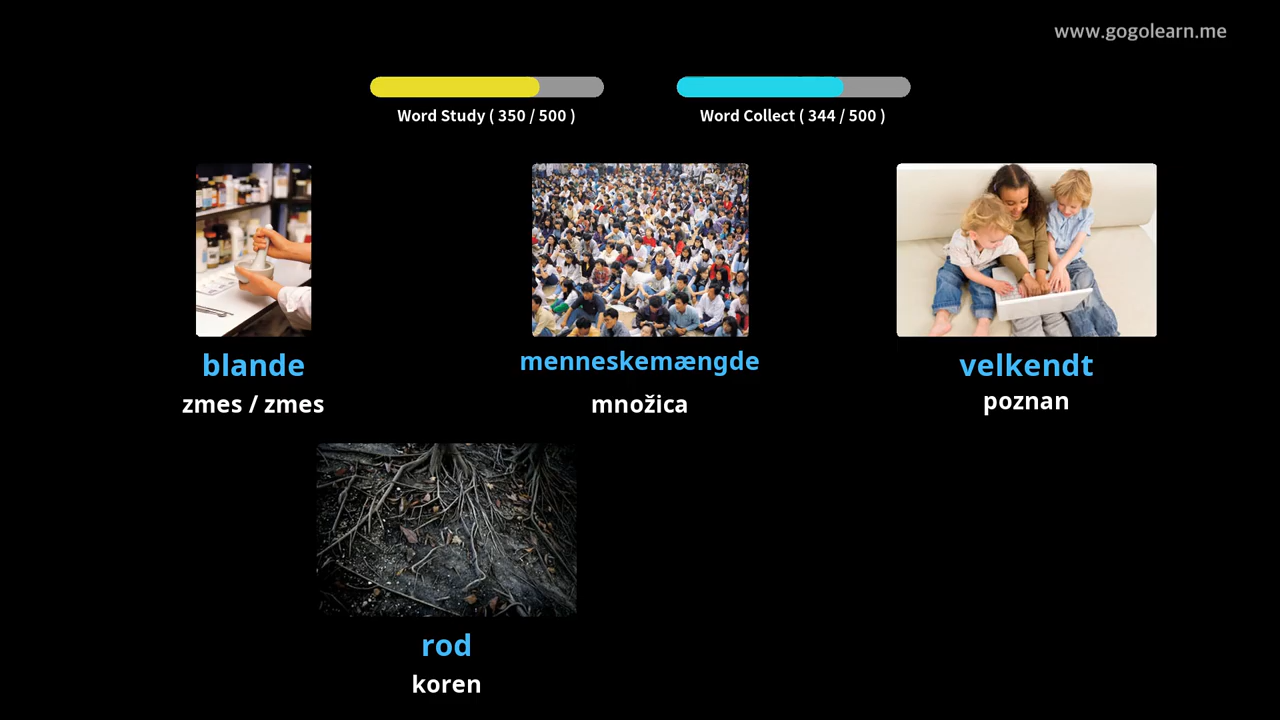 www.gogolearn.me
Word Study ( 350 / 500 )
Word Collect ( 344 / 500 )
blande
zmes / zmes
menneskemængde
množica
velkendt
poznan
rod
koren